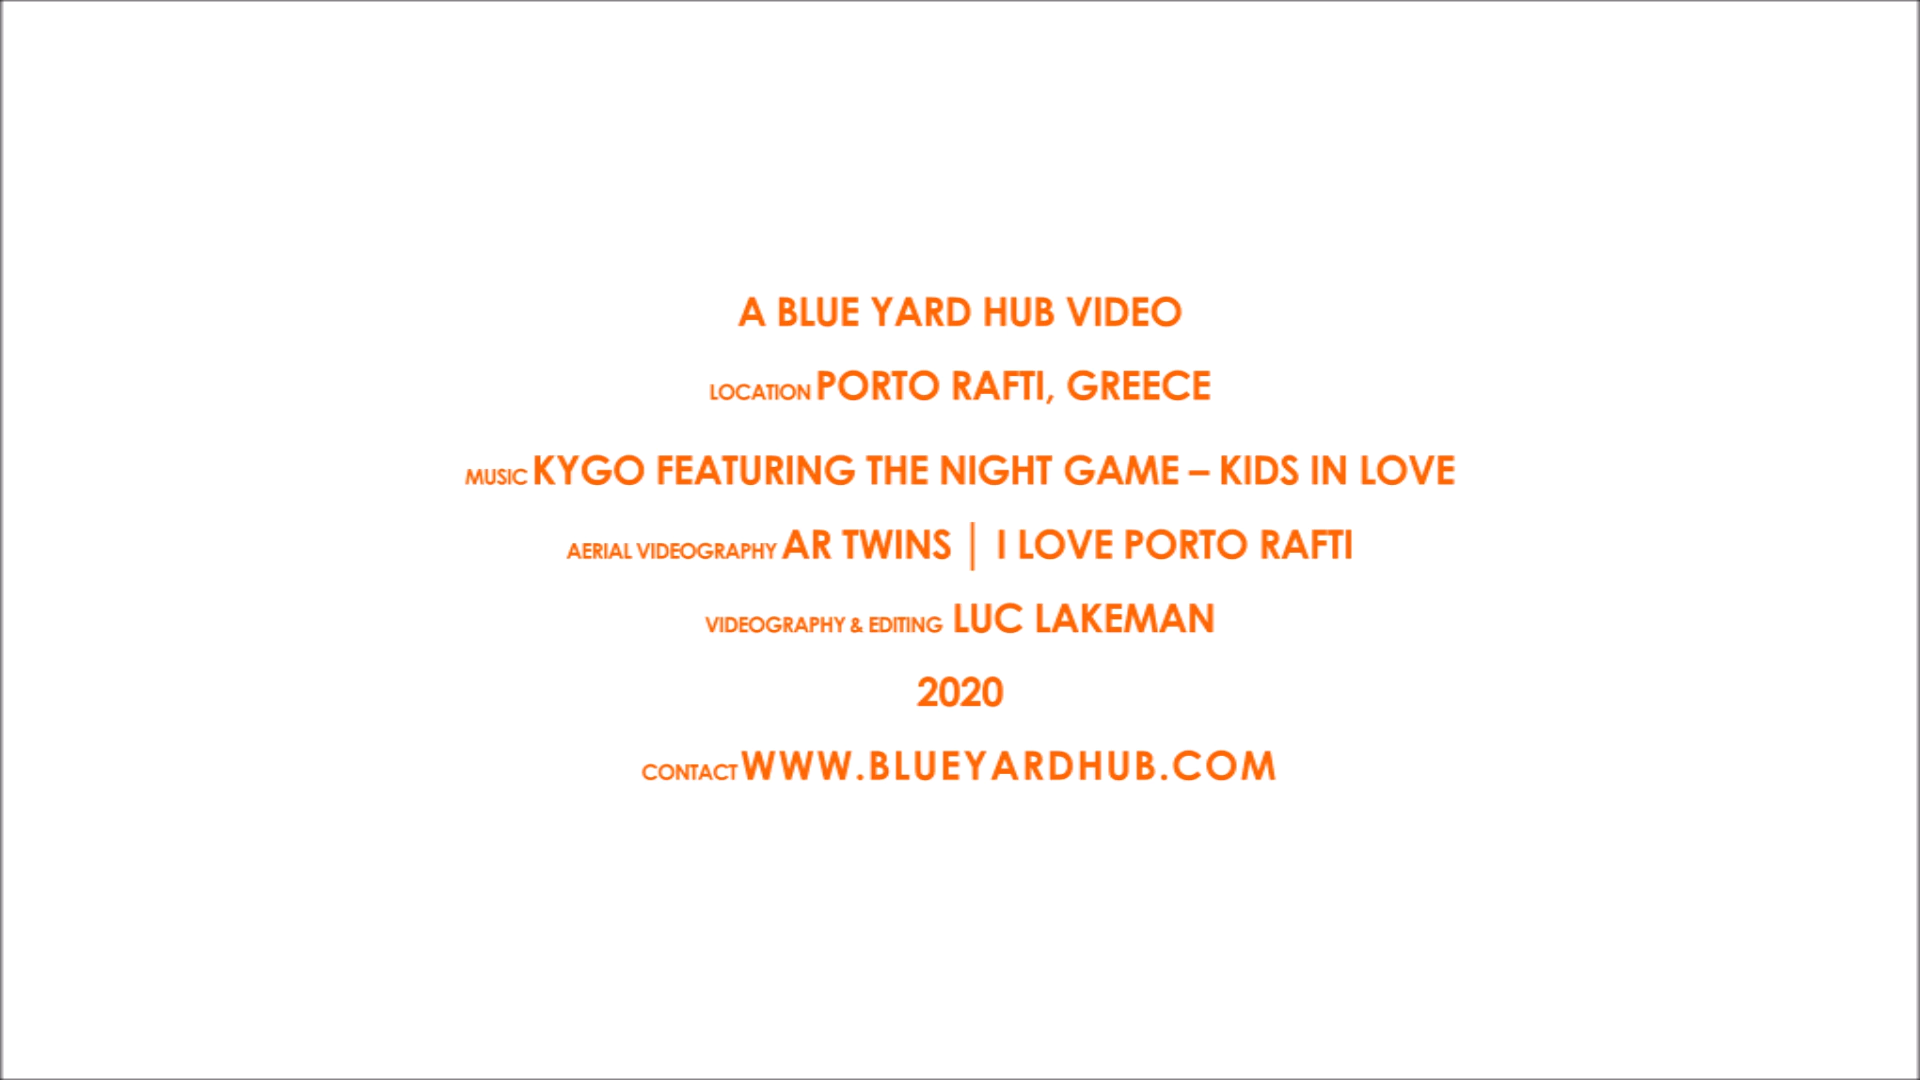 A BLUE YARD HUB VIDEO
LOCATION PORTO RAFTI, GREECE
MUSIC KYGO FEATURING THE NIGHT GAME – KIDS IN LOVE
AERIAL VIDEOGRAPHY AR TWINS | I LOVE PORTO RAFTI
VIDEOGRAPHY & EDITING LUC LAKEMAN
2020
CONTACT WWW.BLUEYARDHUB.COM